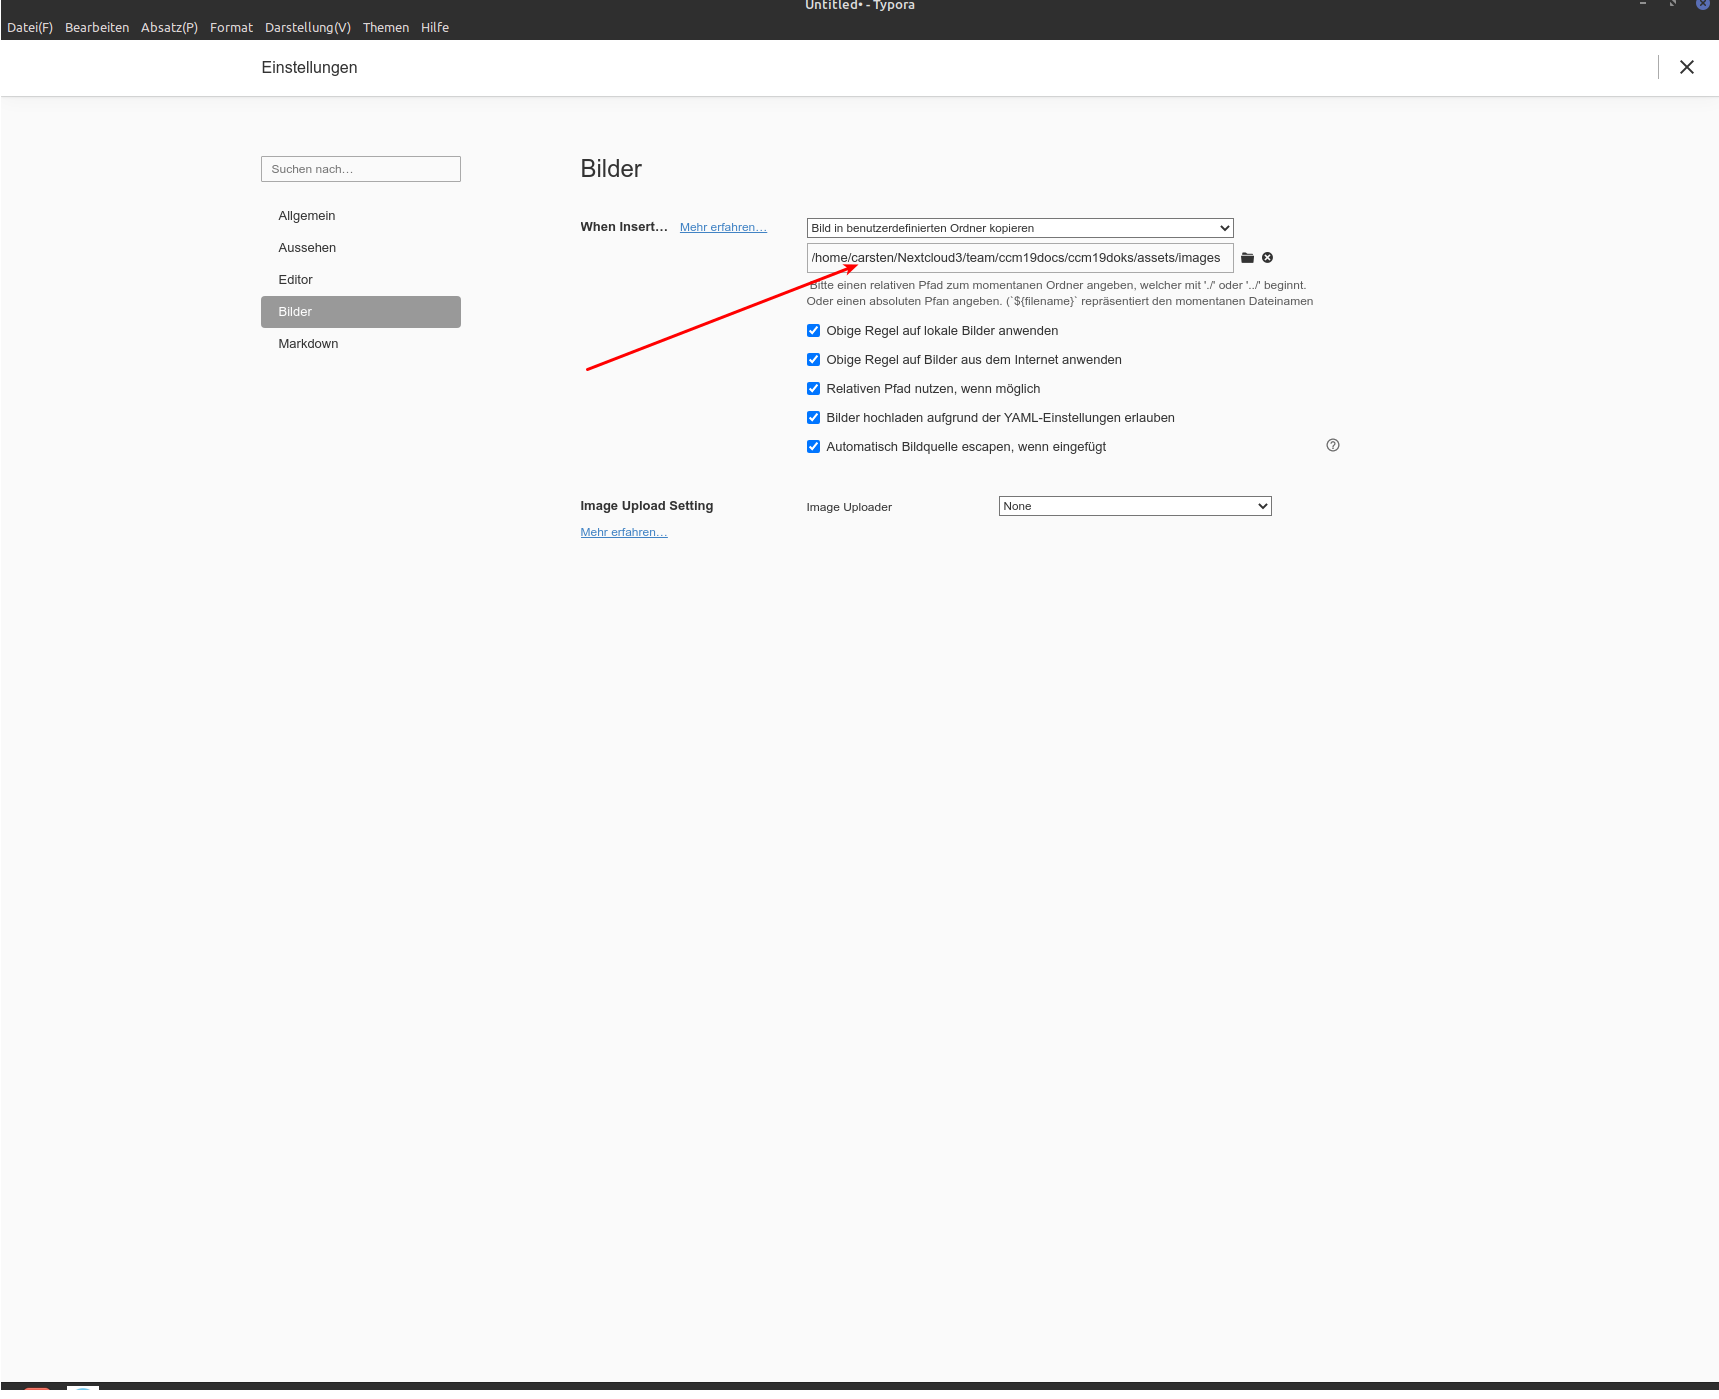 Untitled• - Typora
Datei(F) Bearbeiten Absatz(P) Format Darstellung(V) Themen Hilfe
Einstellungen
Suchen nach…
Allgemein
Aussehen
Editor
Bilder
Markdown
Bilder
When Insert… Mehr erfahren… Bild in benutzerdefinierten Ordner kopieren
/home/carsten/Nextcloud3/team/ccm19docs/ccm19doks/assets/images
Bitte einen relativen Pfad zum momentanen Ordner angeben, welcher mit './' oder '../' beginnt.
Oder einen absoluten Pfan angeben. (`${filename}` repräsentiert den momentanen Dateinamen
Obige Regel auf lokale Bilder anwenden
Obige Regel auf Bilder aus dem Internet anwenden
Relativen Pfad nutzen, wenn möglich
Bilder hochladen aufgrund der YAML-Einstellungen erlauben
Automatisch Bildquelle escapen, wenn eingefügt
Image Upload Setting Image Uploader None
Mehr erfahren…